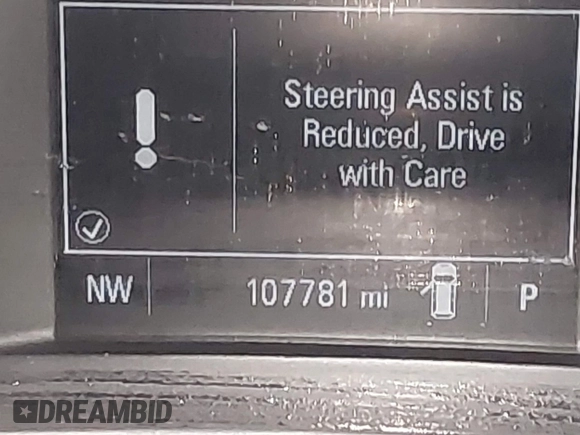 Steering Assist is
Reduced, Drive
with Care
NW 107781 mi P
DREAMBID